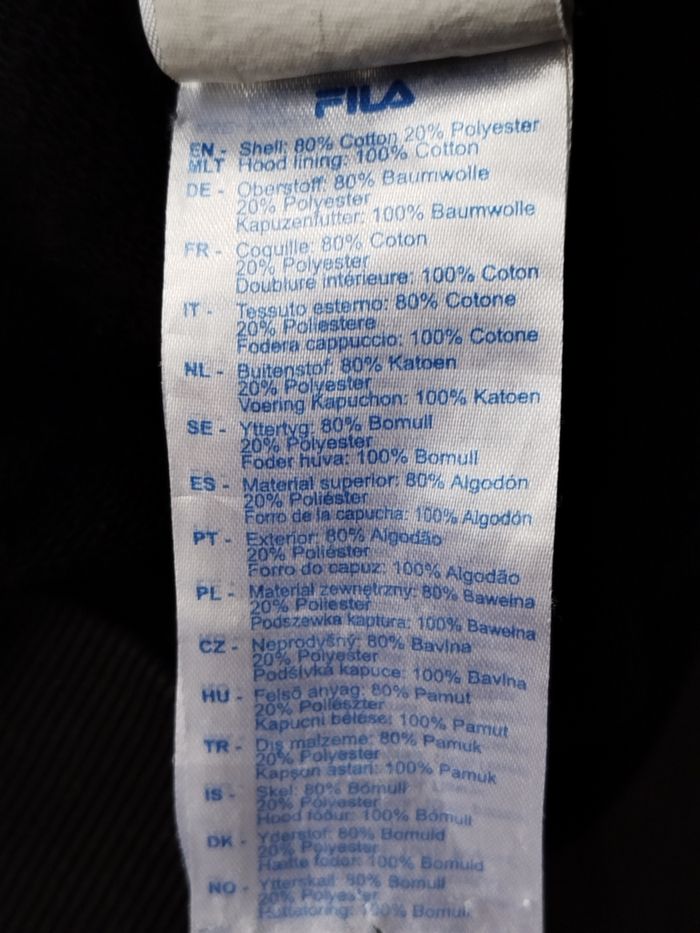 FILA
EN - Shell: 80% Cotton 20% Polyester
MLT Hood lining: 100% Cotton
DE - Oberstoff: 80% Baumwolle
20% Polyester
Kapuzenfutter: 100% Baumwolle
FR - Coquille: 80% Coton
20% Polyester
Doublure intérieure: 100% Coton
IT - Tessuto esterno: 80% Cotone
20% Poliestere
Fodera cappuccio: 100% Cotone
NL - Buitenstof: 80% Katoen
20% Polyester
Voering Kapuchon: 100% Katoen
SE - Yttertyg: 80% Bomull
20% Polyester
Foder huva: 100% Bomull
ES - Material superior: 80% Algodón
20% Poliéster
Forro de la capucha: 100% Algodón
PT - Exterior: 80% Algodão
20% Poliéster
Forro do capuz: 100% Algodão
PL - Materiał zewnętrzny: 80% Bawełna
20% Poliester
Podszewka kaptura: 100% Bawełna
CZ - Neprodyšný: 80% Bavlna
20% Polyester
Podšívka kapuce: 100% Bavlna
HU - Felső anyag: 80% Pamut
20% Poliészter
Kapucni bélése: 100% Pamut
TR - Dış malzeme: 80% Pamuk
20% Polyester
Kapşon astarı: 100% Pamuk
IS - Skel: 80% Bómull
20% Pólyester
Hood fóður: 100% Bómull
DK - Yderstof: 80% Bomuld
20% Polyester
Hætte foder: 100% Bomuld
NO - Ytterskall: 80% Bomull
20% Polyester
100% Bomull